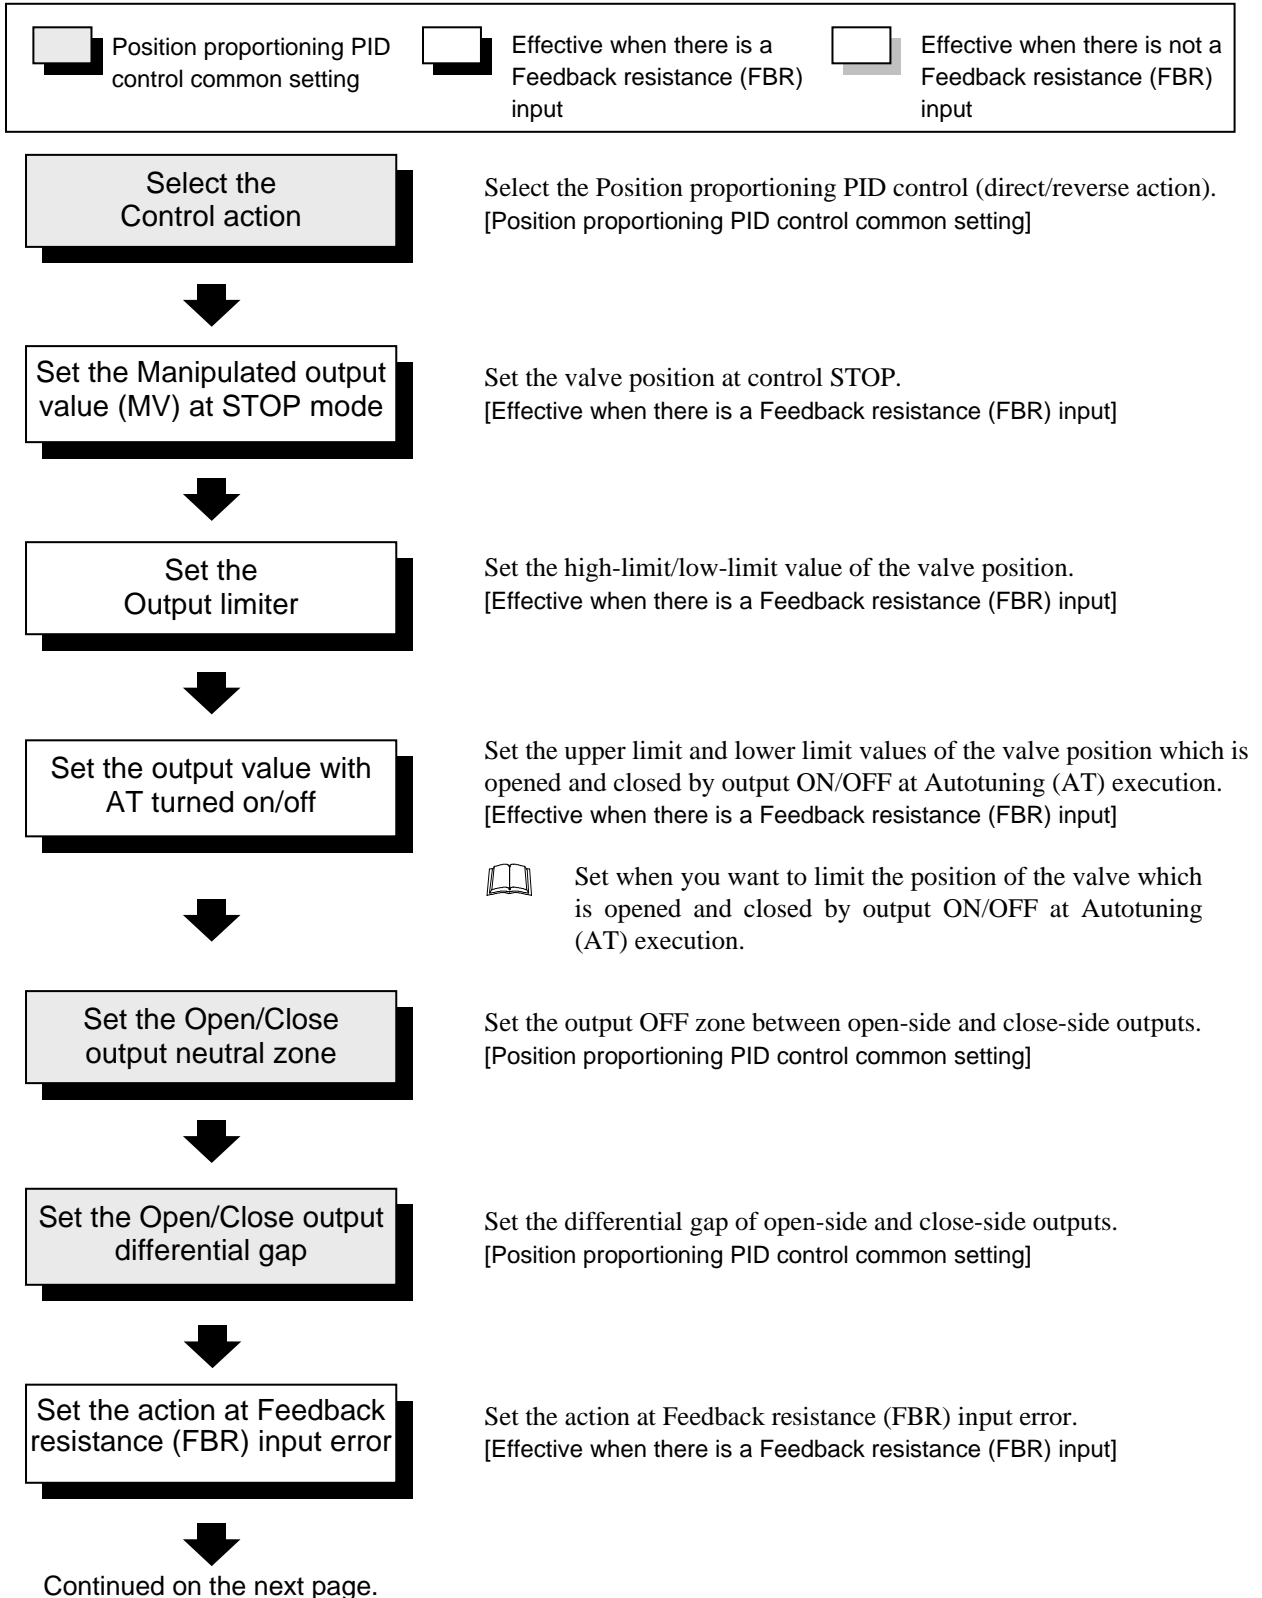 Position proportioning PID
control common setting
Effective when there is a
Feedback resistance (FBR)
input
Effective when there is not a
Feedback resistance (FBR)
input
Select the
Control action
Select the Position proportioning PID control (direct/reverse action).
[Position proportioning PID control common setting]
Set the Manipulated output
value (MV) at STOP mode
Set the valve position at control STOP.
[Effective when there is a Feedback resistance (FBR) input]
Set the
Output limiter
Set the high-limit/low-limit value of the valve position.
[Effective when there is a Feedback resistance (FBR) input]
Set the output value with
AT turned on/off
Set the upper limit and lower limit values of the valve position which is
opened and closed by output ON/OFF at Autotuning (AT) execution.
[Effective when there is a Feedback resistance (FBR) input]
Set when you want to limit the position of the valve which
is opened and closed by output ON/OFF at Autotuning
(AT) execution.
Set the Open/Close
output neutral zone
Set the output OFF zone between open-side and close-side outputs.
[Position proportioning PID control common setting]
Set the Open/Close output
differential gap
Set the differential gap of open-side and close-side outputs.
[Position proportioning PID control common setting]
Set the action at Feedback
resistance (FBR) input error
Set the action at Feedback resistance (FBR) input error.
[Effective when there is a Feedback resistance (FBR) input]
Continued on the next page.